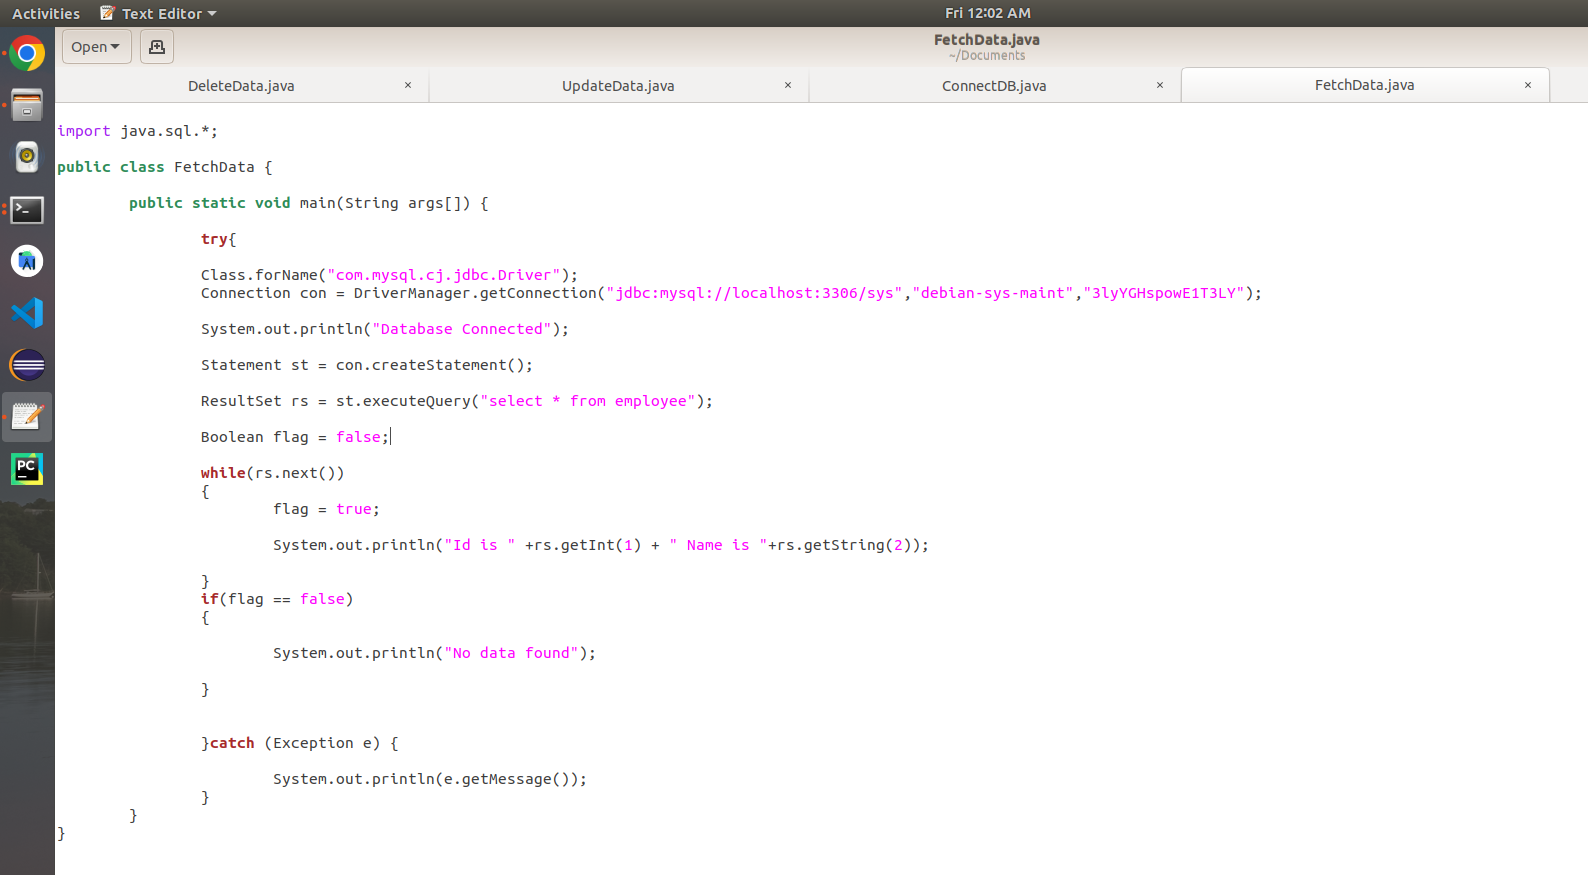 Activities Text Editor Fri 12:02 AM
Open FetchData.java
~/Documents
DeleteData.java × UpdateData.java × ConnectDB.java × FetchData.java ×
import java.sql.*;
public class FetchData {
public static void main(String args[]) {
try{
Class.forName("com.mysql.cj.jdbc.Driver");
Connection con = DriverManager.getConnection("jdbc:mysql://localhost:3306/sys","debian-sys-maint","3lyYGHspowE1T3LY");
System.out.println("Database Connected");
Statement st = con.createStatement();
ResultSet rs = st.executeQuery("select * from employee");
Boolean flag = false;
while(rs.next())
{
flag = true;
System.out.println("Id is " +rs.getInt(1) + " Name is "+rs.getString(2));
}
if(flag == false)
{
System.out.println("No data found");
}
}catch (Exception e) {
System.out.println(e.getMessage());
}
}
}
PC